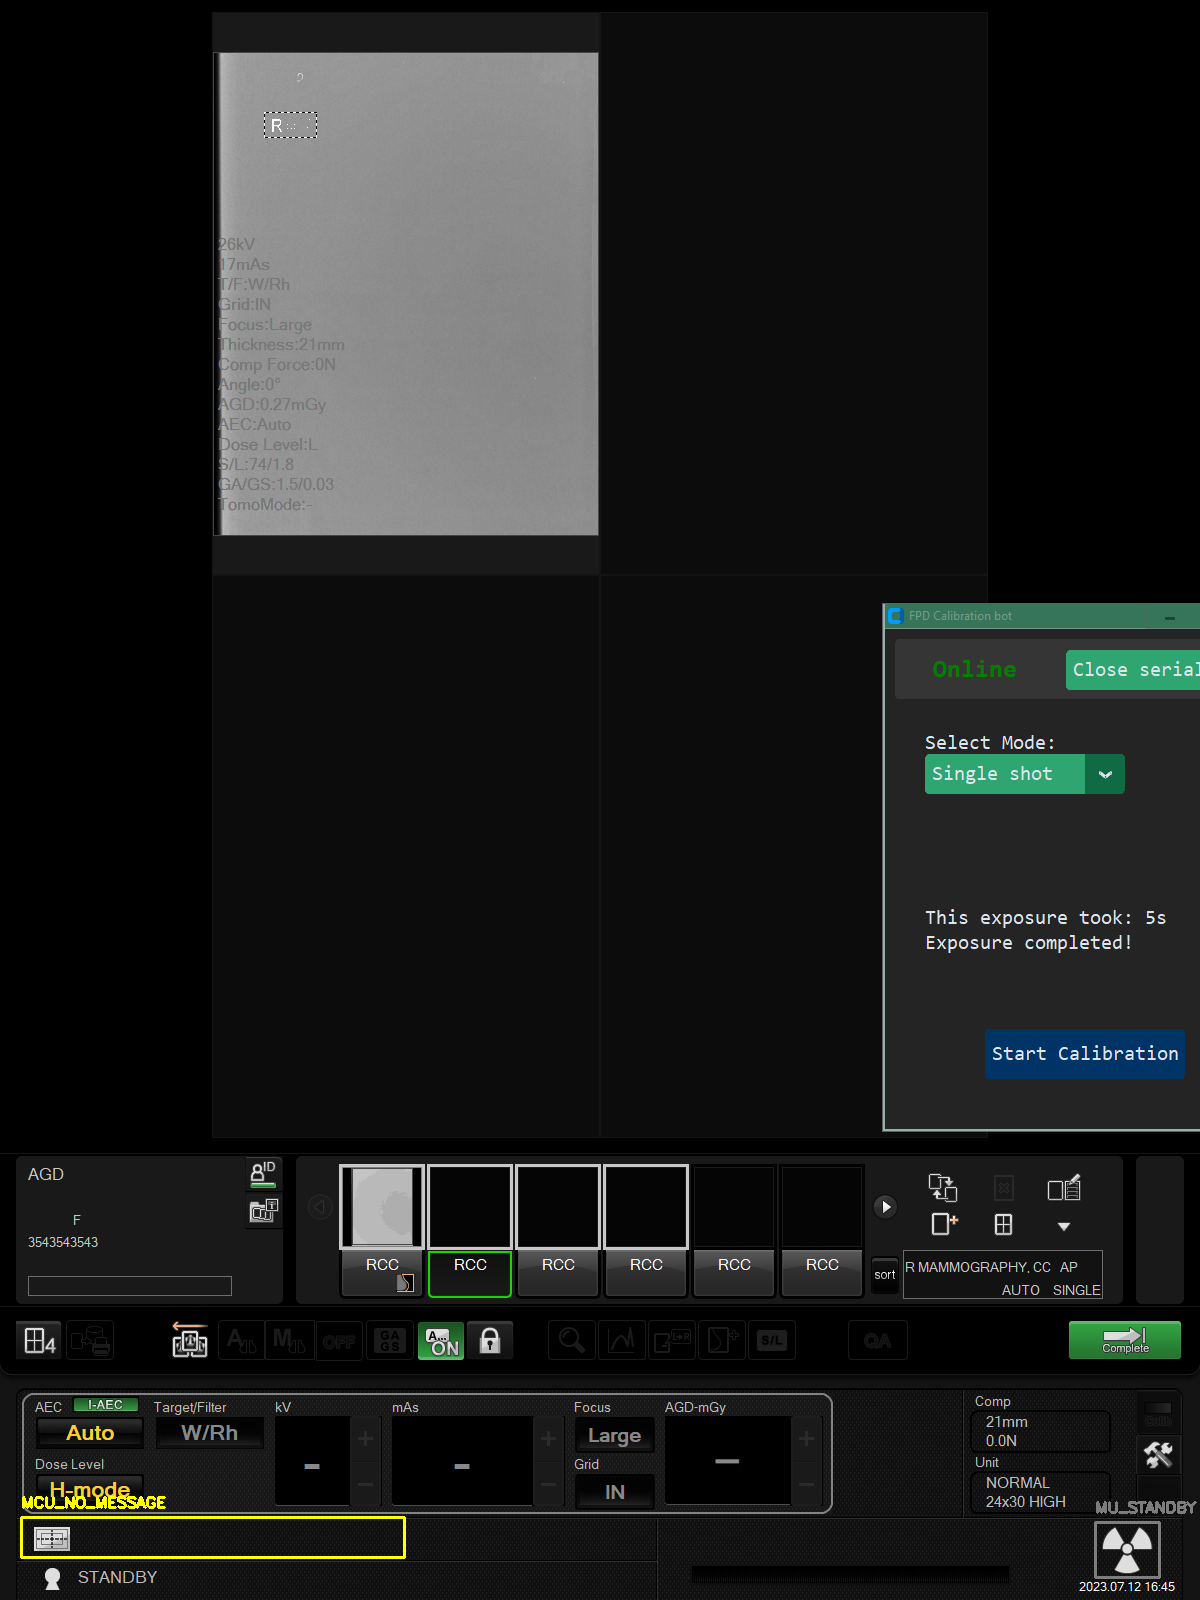 R
26kV
17mAs
T/F:W/Rh
Grid:IN
Focus:Large
Thickness:21mm
Comp Force:0N
Angle:0°
AGD:0.27mGy
AEC:Auto
Dose Level:L
S/L:74/1.8
GA/GS:1.5/0.03
TomoMode:-
FPD Calibration bot
Online
Close serial
Select Mode:
Single shot
This exposure took: 5s
Exposure completed!
Start Calibration
AGD
F
3543543543
ID
RCC
RCC
RCC
RCC
RCC
RCC
sort
R MAMMOGRAPHY, CC AP
AUTO SINGLE
4
A
M
OFF
GA
GS
A...
ON
L→R
S/L
QA
Complete
AEC
I-AEC
Auto
Dose Level
H-mode
Target/Filter
W/Rh
kV
–
mAs
–
Focus
Large
Grid
IN
AGD-mGy
–
Comp
21mm
0.0N
Unit
NORMAL
24x30 HIGH
MCU_NO_MESSAGE
MU_STANDBY
STANDBY
2023.07.12 16:45